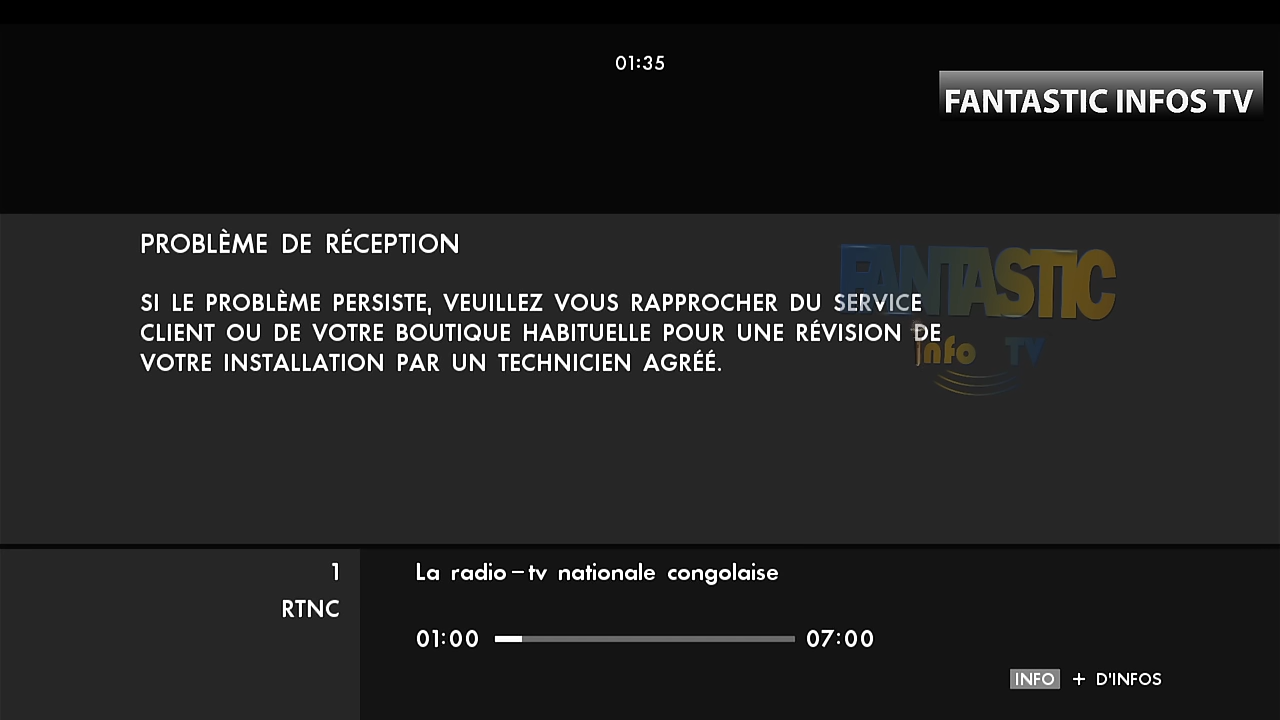 01:35
FANTASTIC INFOS TV
PROBLÈME DE RÉCEPTION
FANTASTIC
SI LE PROBLÈME PERSISTE, VEUILLEZ VOUS RAPPROCHER DU SERVICE
CLIENT OU DE VOTRE BOUTIQUE HABITUELLE POUR UNE RÉVISION DE
Info TV
VOTRE INSTALLATION PAR UN TECHNICIEN AGRÉÉ.
1
La radio-tv nationale congolaise
RTNC
01:00 07:00
INFO + D'INFOS